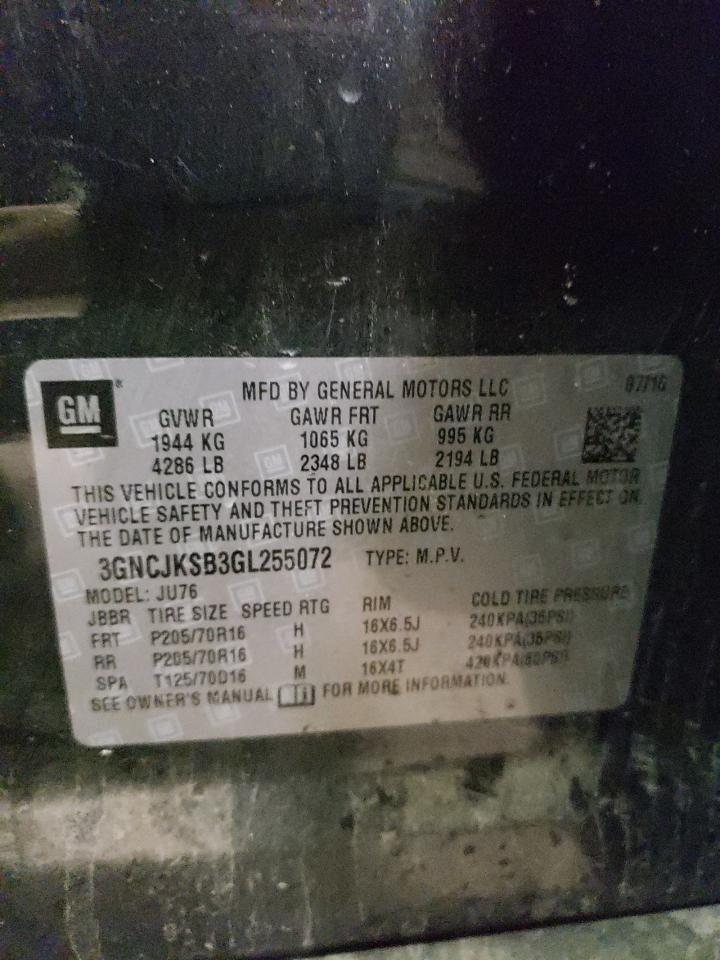 GM®
MFD BY GENERAL MOTORS LLC 07/16
GVWR GAWR FRT GAWR RR
1944 KG 1065 KG 995 KG
4286 LB 2348 LB 2194 LB
THIS VEHICLE CONFORMS TO ALL APPLICABLE U.S. FEDERAL MOTOR
VEHICLE SAFETY AND THEFT PREVENTION STANDARDS IN EFFECT ON
THE DATE OF MANUFACTURE SHOWN ABOVE.
3GNCJKSB3GL255072 TYPE: M.P.V.
MODEL: JU76
JBBR TIRE SIZE SPEED RTG RIM COLD TIRE PRESSURE
FRT P205/70R16 H 16X6.5J 240KPA(35PSI)
RR P205/70R16 H 16X6.5J 240KPA(35PSI)
SPA T125/70D16 M 16X4T 420KPA(60PSI)
SEE OWNER'S MANUAL FOR MORE INFORMATION.